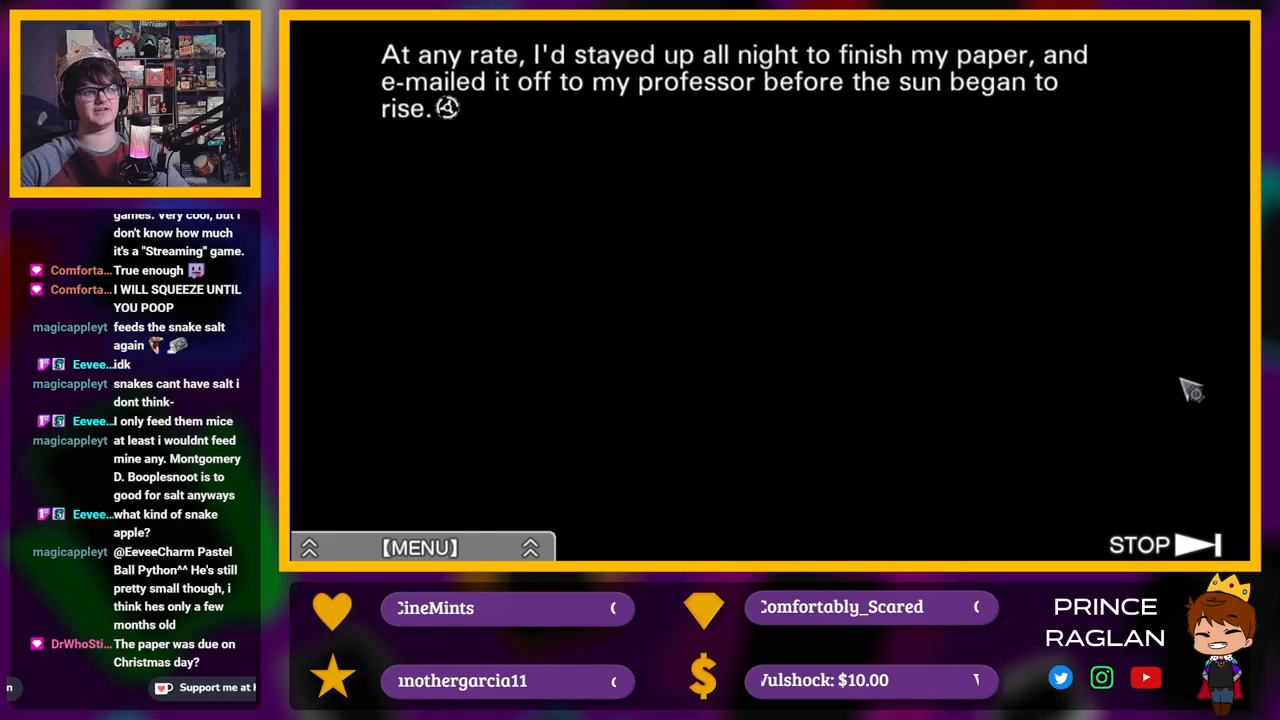 At any rate, I'd stayed up all night to finish my paper, and
e-mailed it off to my professor before the sun began to
rise.
games. Very cool, but I
don't know how much
it's a "Streaming" game.
Comforta... True enough
Comforta... I WILL SQUEEZE UNTIL
YOU POOP
magicappleyt feeds the snake salt
again
Eevee... idk
magicappleyt snakes cant have salt i
dont think-
Eevee... I only feed them mice
magicappleyt at least i wouldnt feed
mine any. Montgomery
D. Booplesnoot is to
good for salt anyways
Eevee... what kind of snake
apple?
magicappleyt @EeveeCharm Pastel
Ball Python^^ He's still
pretty small though, i
think hes only a few
months old
DrWhoSti... The paper was due on
Christmas day?
n Support me at
【MENU】
STOP
CineMints (
Comfortably_Scared (
nothergarcia11
ulshock: $10.00
PRINCE
RAGLAN